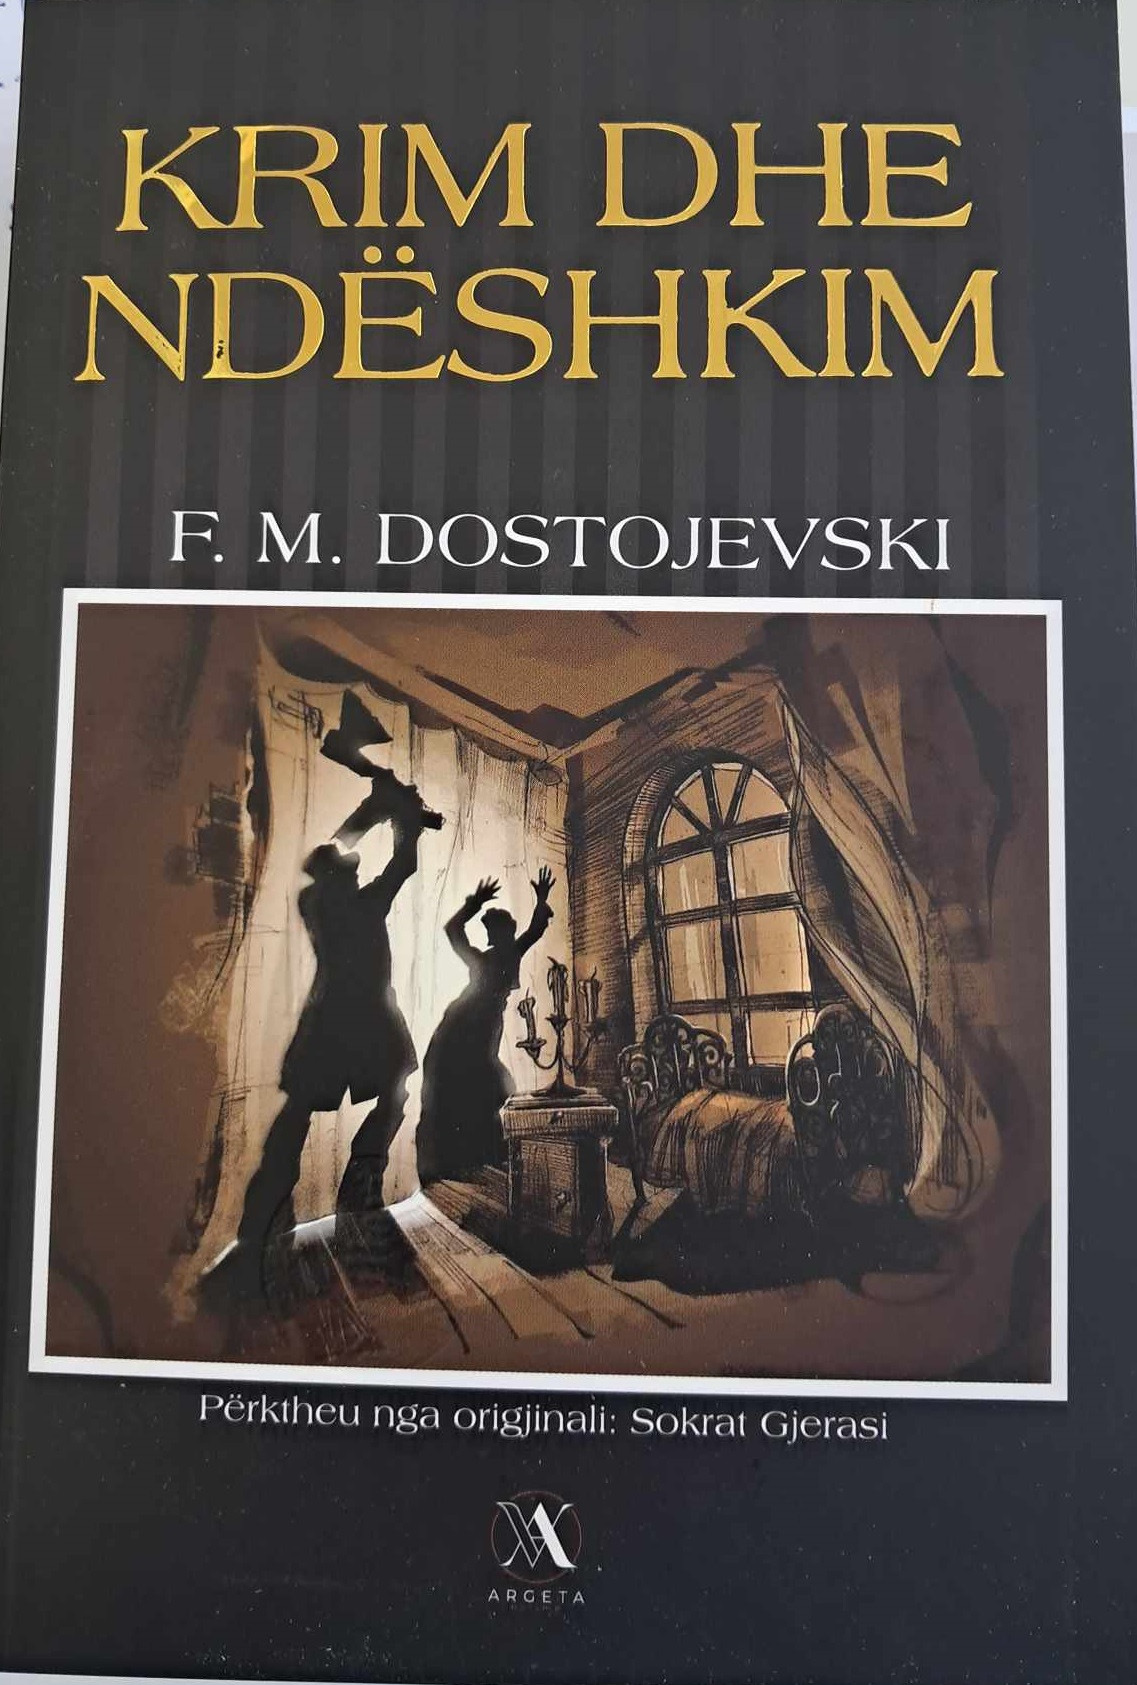 KRIM DHE
NDËSHKIM
F. M. DOSTOJEVSKI
Përktheu nga origjinali: Sokrat Gjerasi
ARGETA